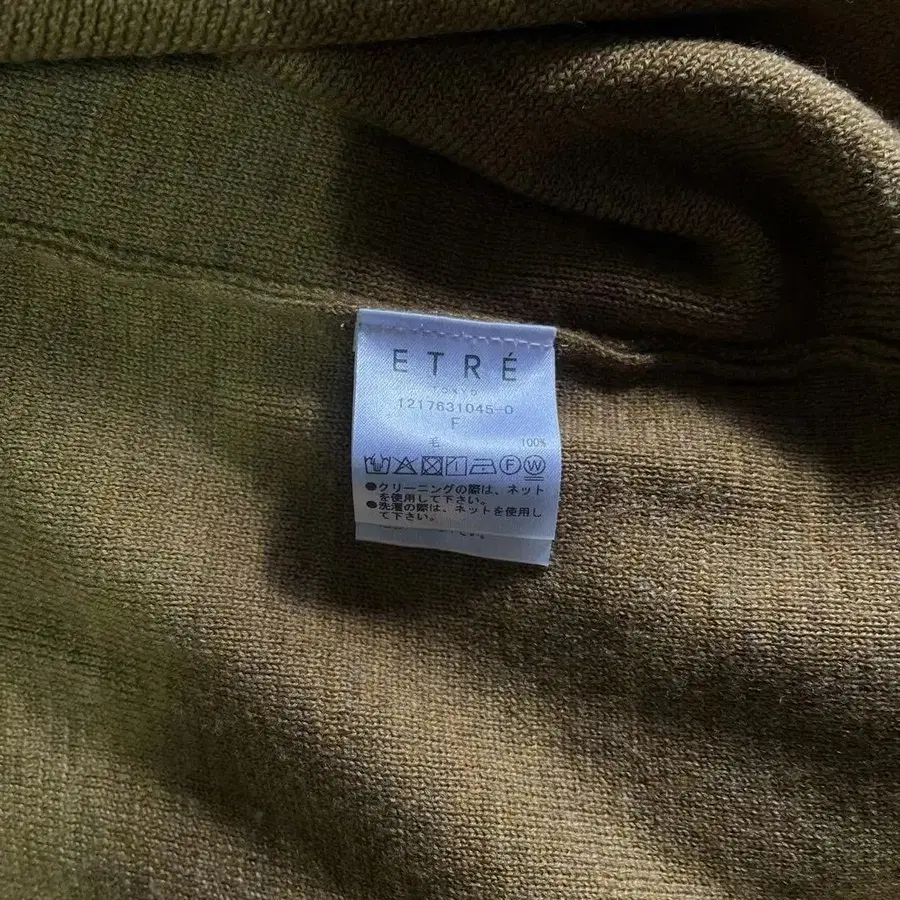 ETRÉ
TOKYO
1217631045-0
F
毛 100%
●クリーニングの際は、ネット
を使用して下さい。
●洗濯の際は、ネットを使用し
て下さい。